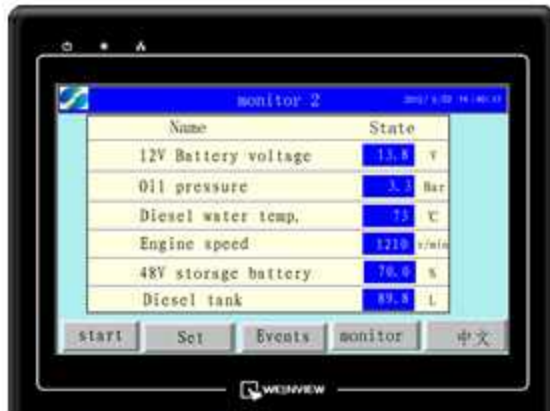 monitor 2
Name State
12V Battery voltage 13.8 V
Oil pressure 3.3 Bar
Diesel water temp. 73 ℃
Engine speed 1210 r/min
48V storage battery 70.0 %
Diesel tank 89.8 L
start Set Events monitor 中文
WEINVIEW